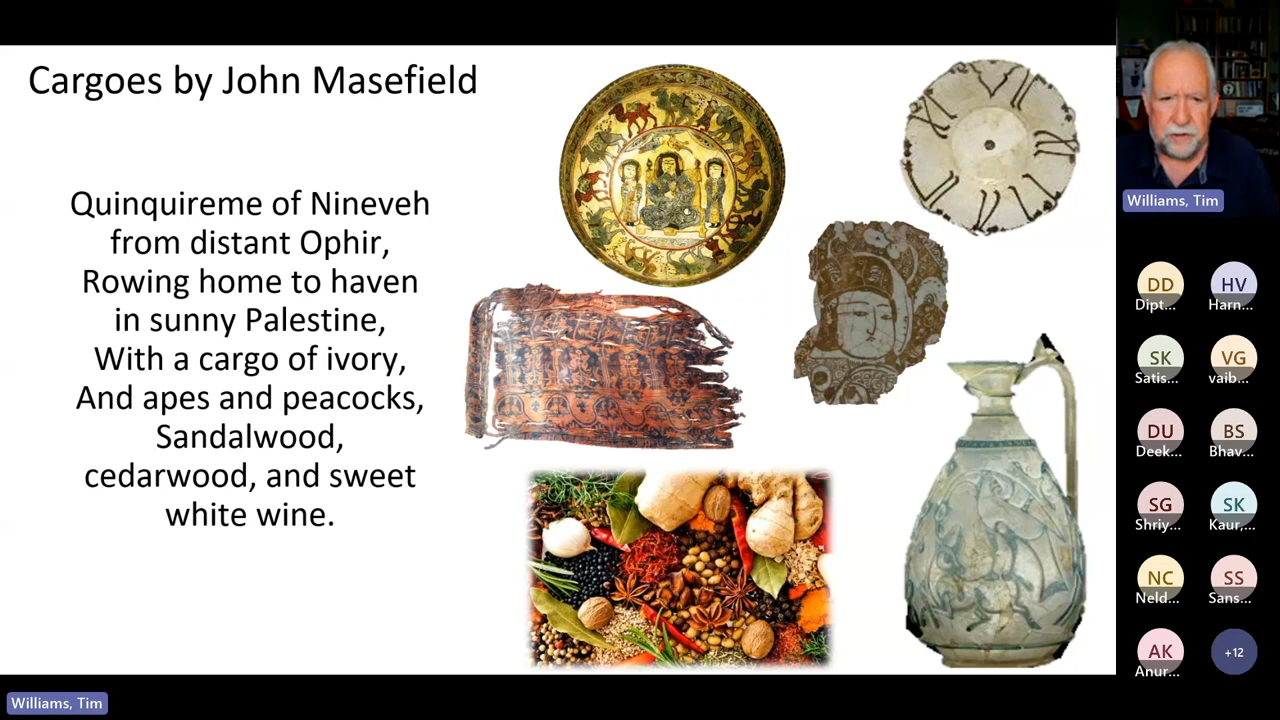 Cargoes by John Masefield
Quinquireme of Nineveh
from distant Ophir,
Rowing home to haven
in sunny Palestine,
With a cargo of ivory,
And apes and peacocks,
Sandalwood,
cedarwood, and sweet
white wine.
Williams, Tim
DD
HV
Dipt...
Harn...
SK
VG
Satis...
vaib...
DU
BS
Deek...
Bhav...
SG
SK
Shriy...
Kaur,...
NC
SS
Neld...
Sans...
AK
+12
Anur...
Williams, Tim